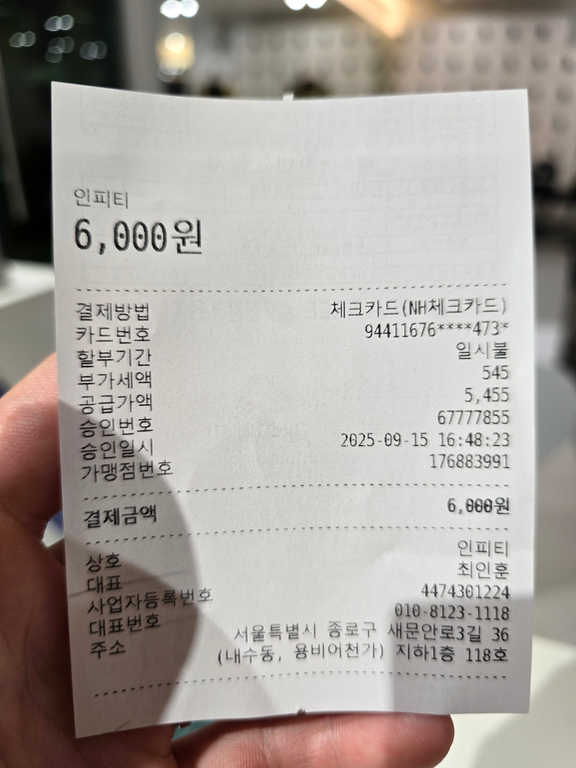 인피티
6,000원
결제방법 체크카드(NH체크카드)
카드번호 94411676****473*
할부기간 일시불
부가세액 545
공급가액 5,455
승인번호 67777855
승인일시 2025-09-15 16:48:23
가맹점번호 176883991
결제금액 6,000원
상호 인피티
대표 최인훈
사업자등록번호 4474301224
대표번호 010-8123-1118
주소 서울특별시 종로구 새문안로3길 36
(내수동, 용비어천가) 지하1층 118호